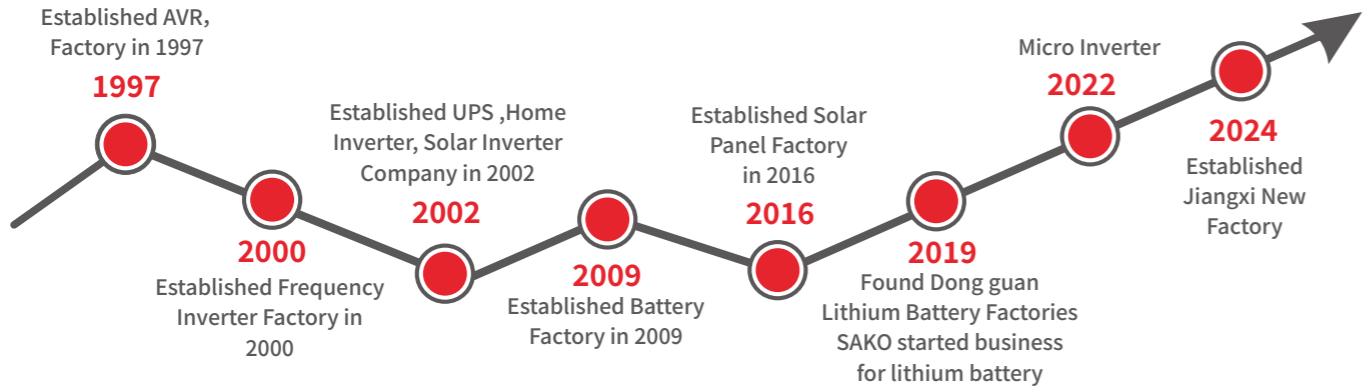 Established AVR,
Factory in 1997
1997
2000
Established Frequency
Inverter Factory in
2000
Established UPS ,Home
Inverter, Solar Inverter
Company in 2002
2002
2009
Established Battery
Factory in 2009
Established Solar
Panel Factory
in 2016
2016
2019
Found Dong guan
Lithium Battery Factories
SAKO started business
for lithium battery
Micro Inverter
2022
2024
Established
Jiangxi New
Factory